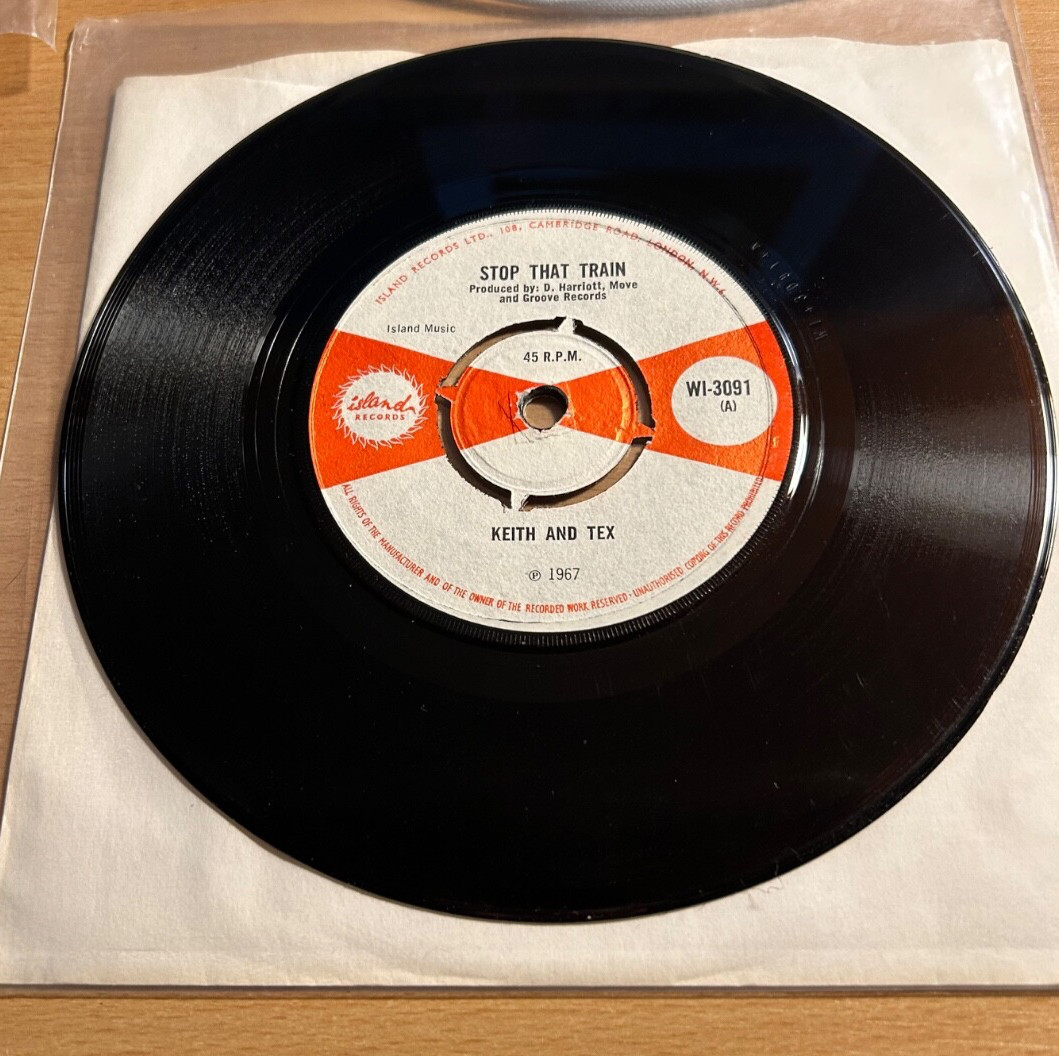 ISLAND RECORDS LTD., 108, CAMBRIDGE ROAD, LONDON, N.W.6
STOP THAT TRAIN
Produced by: D. Harriott, Move
and Groove Records
Island Music
45 R.P.M.
island
RECORDS
WI-3091
(A)
KEITH AND TEX
℗ 1967
ALL RIGHTS OF THE MANUFACTURER AND OF THE OWNER OF THE RECORDED WORK RESERVED · UNAUTHORISED COPYING OF THIS RECORD PROHIBITED